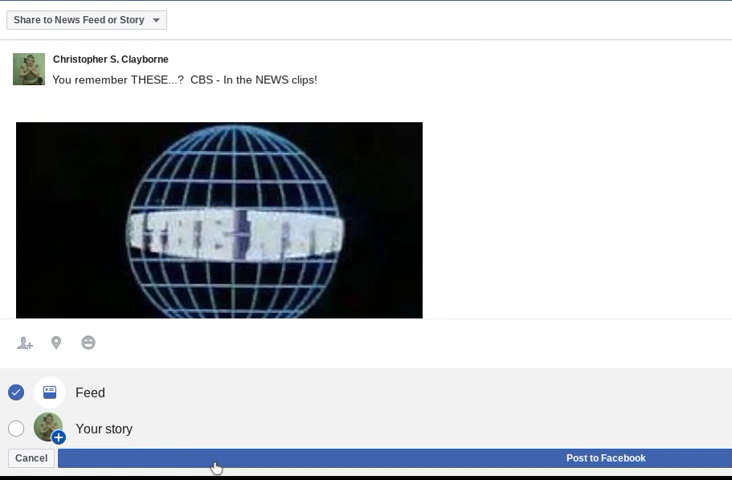 Share to News Feed or Story
Christopher S. Clayborne
You remember THESE...? CBS - In the NEWS clips!
Feed
Your story
Cancel
Post to Facebook